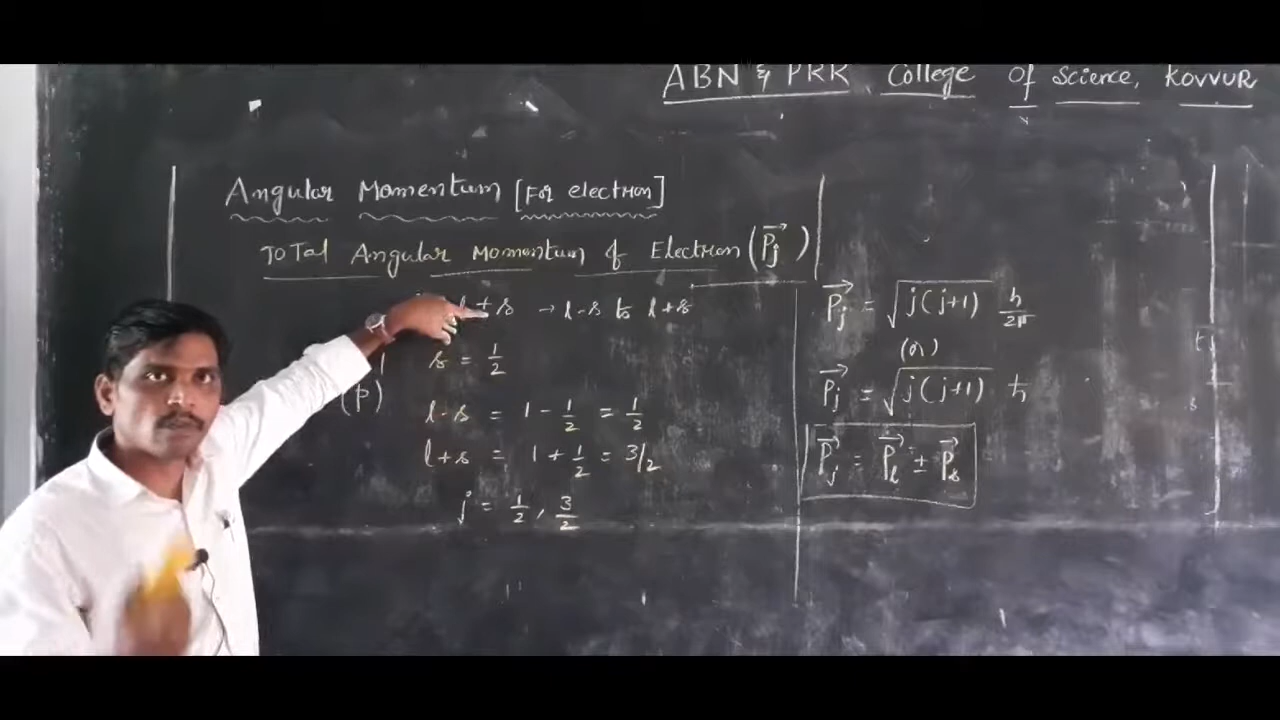 ABN & PRR College Of Science, KOVVUR
Angular Momentum [For electron]
Total Angular Momentum of Electron (P⃗j)
l ± s → l-s to l+s
s = 1/2
(p)
l-s = 1 - 1/2 = 1/2
l+s = 1 + 1/2 = 3/2
j = 1/2, 3/2
P⃗j = √j(j+1) h/2π
(or)
P⃗j = √j(j+1) ℏ
P⃗j = P⃗l ± P⃗s